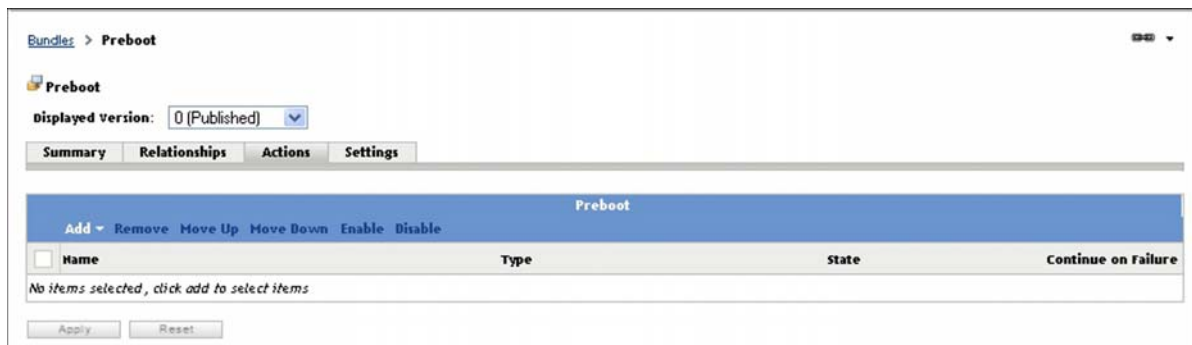 Bundles > Preboot
Preboot
Displayed Version: 0 (Published)
Summary Relationships Actions Settings
Preboot
Add Remove Move Up Move Down Enable Disable
Name Type State Continue on Failure
No items selected, click add to select items
Apply Reset